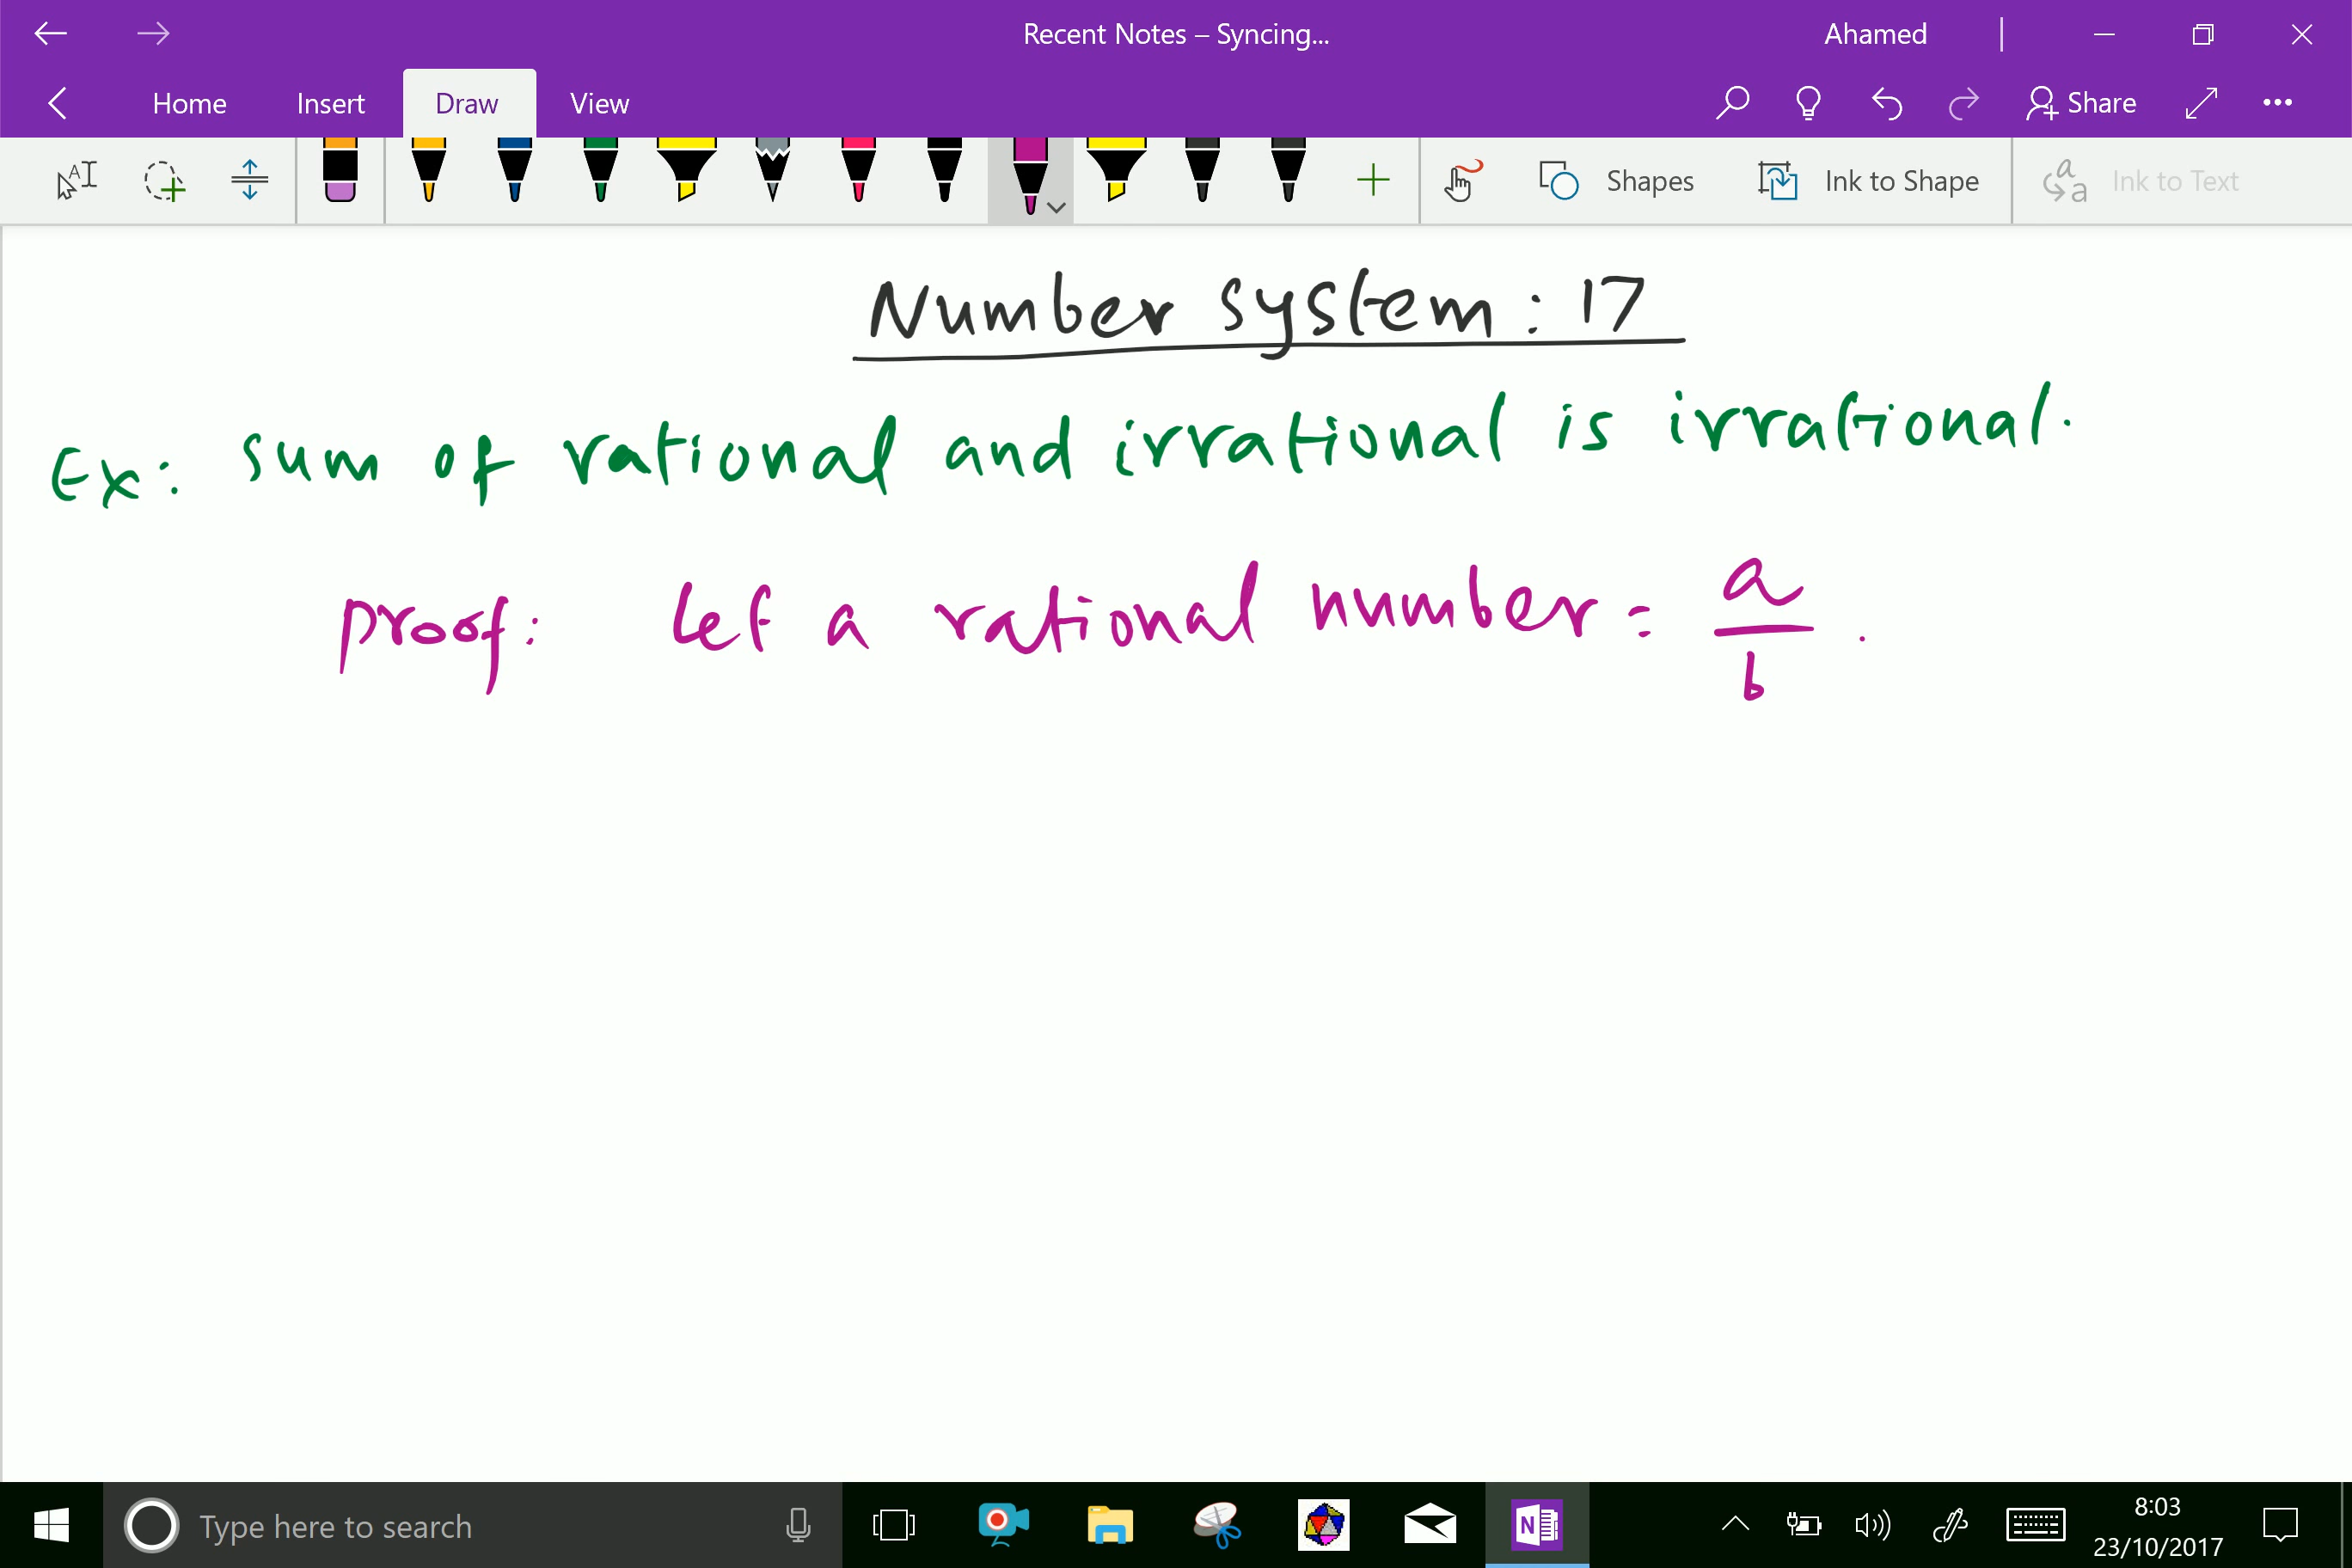 Recent Notes – Syncing...
Ahamed
Home Insert Draw View Share
Shapes Ink to Shape Ink to Text
Number system: 17
Ex: sum of rational and irrational is irrational.
proof: Let a rational number = a/b .
Type here to search
8:03
23/10/2017